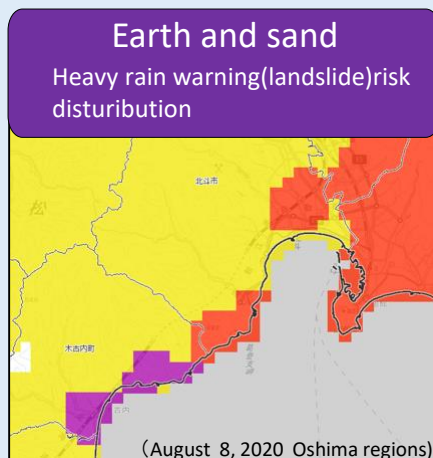 Earth and sand
Heavy rain warning(landslide)risk
disturibution
北斗市
木古内町
（August 8, 2020 Oshima regions)